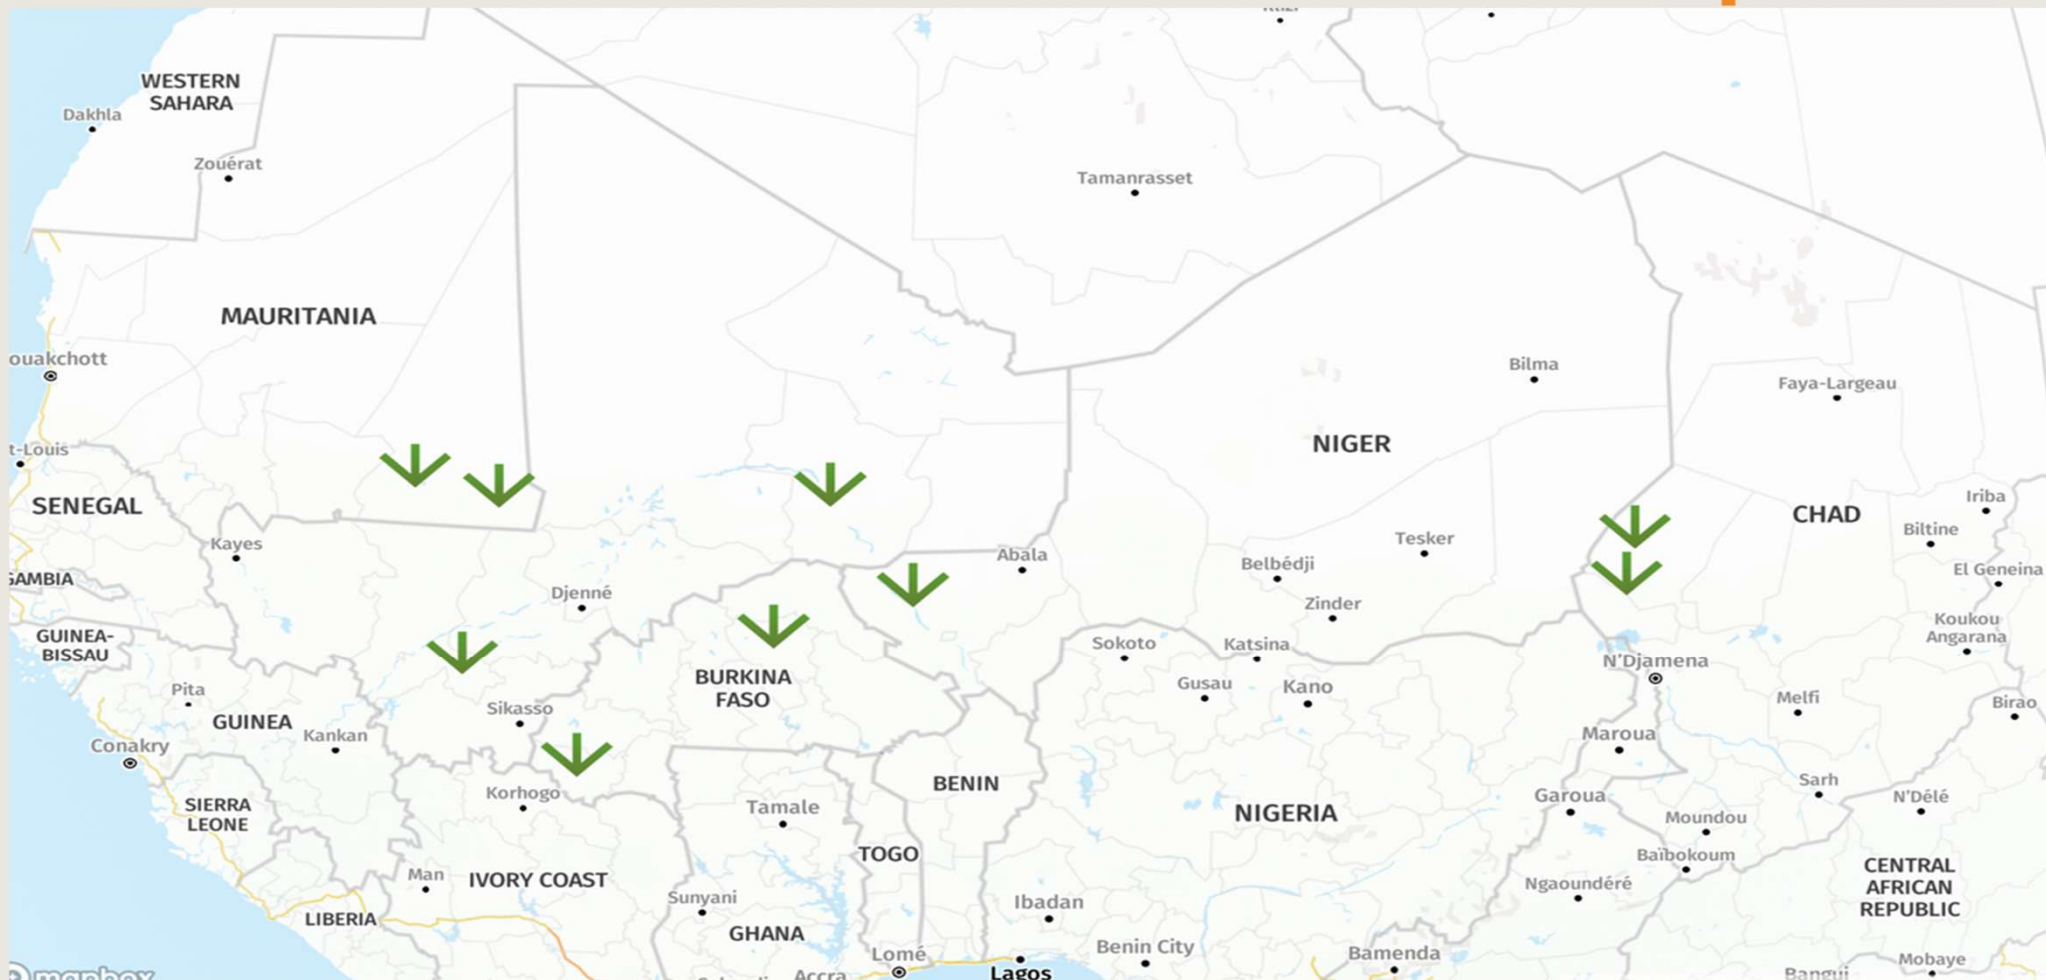 WESTERN
SAHARA
Dakhla
Zouérat
Tamanrasset
MAURITANIA
ouakchott
Bilma
Faya-Largeau
NIGER
t-Louis
SENEGAL
Iriba
CHAD
Biltine
Kayes
Tesker
Abala
Belbédji
El Geneina
GAMBIA
Djenné
Zinder
Koukou
Angarana
GUINEA-
BISSAU
Sokoto
Katsina
N'Djamena
BURKINA
FASO
Gusau
Kano
Pita
Melfi
Birao
Sikasso
GUINEA
Kankan
Maroua
Conakry
Sarh
BENIN
Korhogo
Garoua
N'Délé
SIERRA
LEONE
Tamale
NIGERIA
Moundou
TOGO
Baïbokoum
Man
IVORY COAST
CENTRAL
AFRICAN
REPUBLIC
Ngaoundéré
Sunyani
Ibadan
LIBERIA
GHANA
Benin City
Lomé
Bamenda
Mobaye
Lagos
Accra
Bangui
mapbox